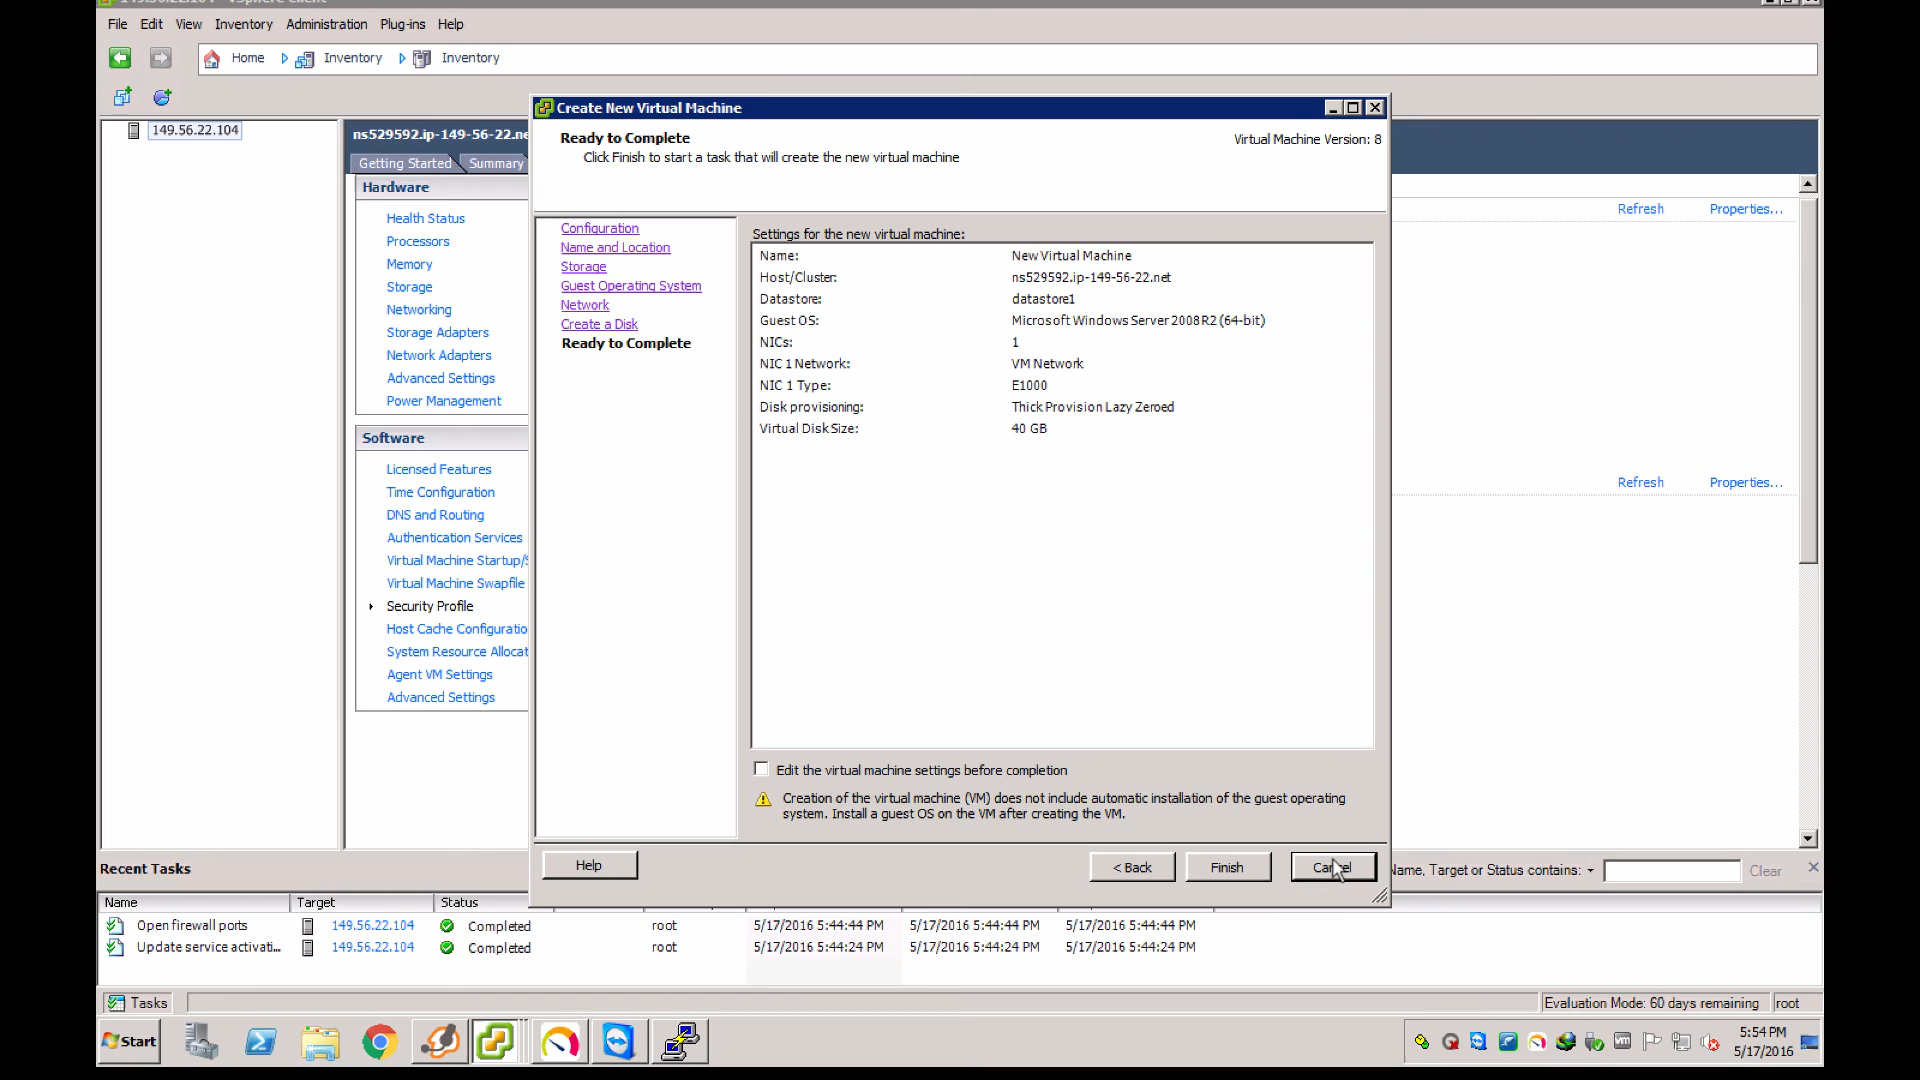 File Edit View Inventory Administration Plug-ins Help
Home Inventory Inventory
149.56.22.104
ns529592.ip-149-56-22.ne
Getting Started Summary
Hardware
Health Status
Processors
Memory
Storage
Networking
Storage Adapters
Network Adapters
Advanced Settings
Power Management
Software
Licensed Features
Time Configuration
DNS and Routing
Authentication Services
Virtual Machine Startup/S
Virtual Machine Swapfile
Security Profile
Host Cache Configuratio
System Resource Allocat
Agent VM Settings
Advanced Settings
Create New Virtual Machine
Ready to Complete
Click Finish to start a task that will create the new virtual machine
Virtual Machine Version: 8
Configuration
Name and Location
Storage
Guest Operating System
Network
Create a Disk
Ready to Complete
Settings for the new virtual machine:
Name: New Virtual Machine
Host/Cluster: ns529592.ip-149-56-22.net
Datastore: datastore1
Guest OS: Microsoft Windows Server 2008 R2 (64-bit)
NICs: 1
NIC 1 Network: VM Network
NIC 1 Type: E1000
Disk provisioning: Thick Provision Lazy Zeroed
Virtual Disk Size: 40 GB
Edit the virtual machine settings before completion
Creation of the virtual machine (VM) does not include automatic installation of the guest operating
system. Install a guest OS on the VM after creating the VM.
Help < Back Finish Cancel
Refresh Properties...
Refresh Properties...
Recent Tasks
Name, Target or Status contains: Clear
Name Target Status
Open firewall ports 149.56.22.104 Completed root 5/17/2016 5:44:44 PM 5/17/2016 5:44:44 PM 5/17/2016 5:44:44 PM
Update service activati... 149.56.22.104 Completed root 5/17/2016 5:44:24 PM 5/17/2016 5:44:24 PM 5/17/2016 5:44:24 PM
Tasks
Evaluation Mode: 60 days remaining root
Start
5:54 PM
5/17/2016